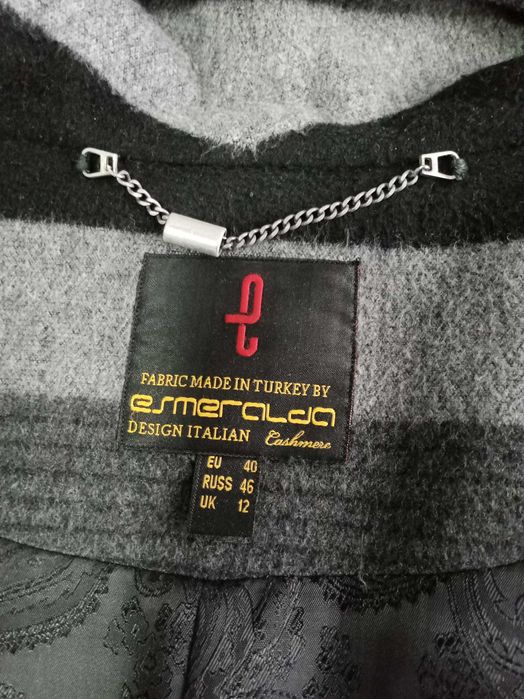 FABRIC MADE IN TURKEY BY
esmeralda
DESIGN ITALIAN Cashmere
EU 40
RUSS 46
UK 12